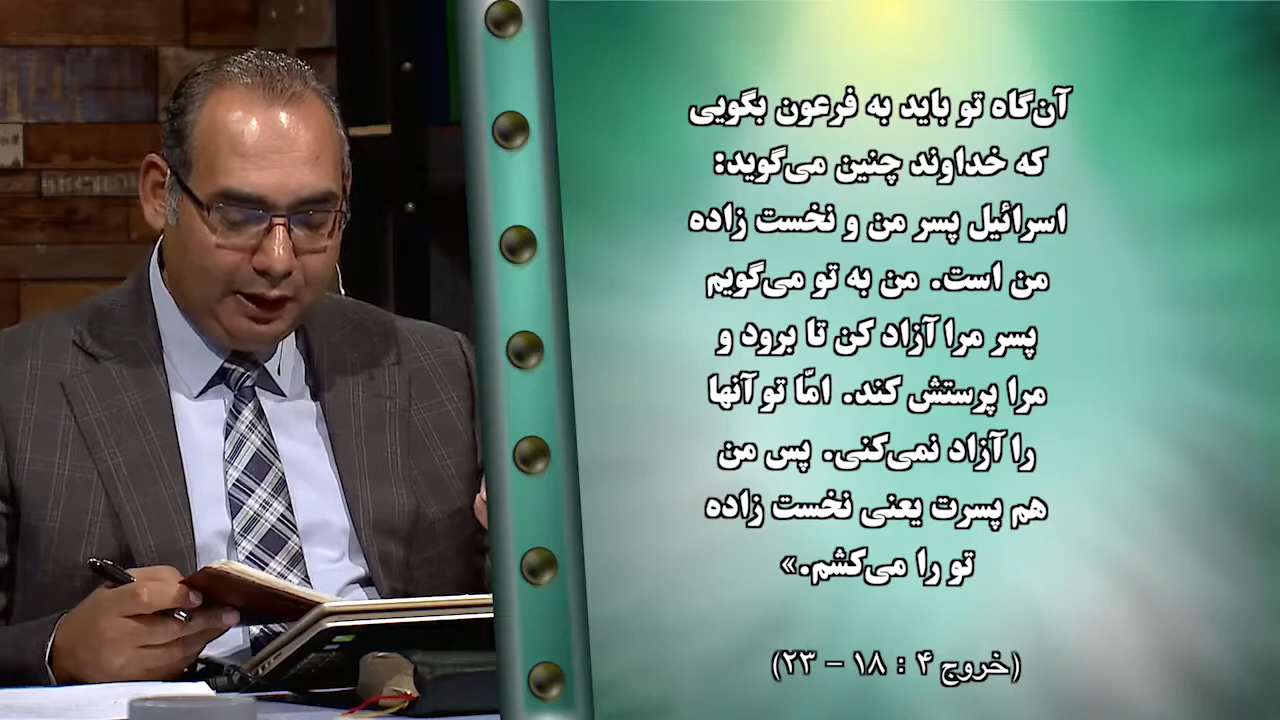 آن‌گاه تو باید به فرعون بگویی
که خداوند چنین می‌گوید:
اسرائیل پسر من و نخست زاده
من است. من به تو می‌گویم
پسر مرا آزاد کن تا برود و
مرا پرستش کند. امّا تو آنها
را آزاد نمی‌کنی. پس من
هم پسرت یعنی نخست زاده
تو را می‌کشم.»
(خروج ۴ : ۱۸ – ۲۳)